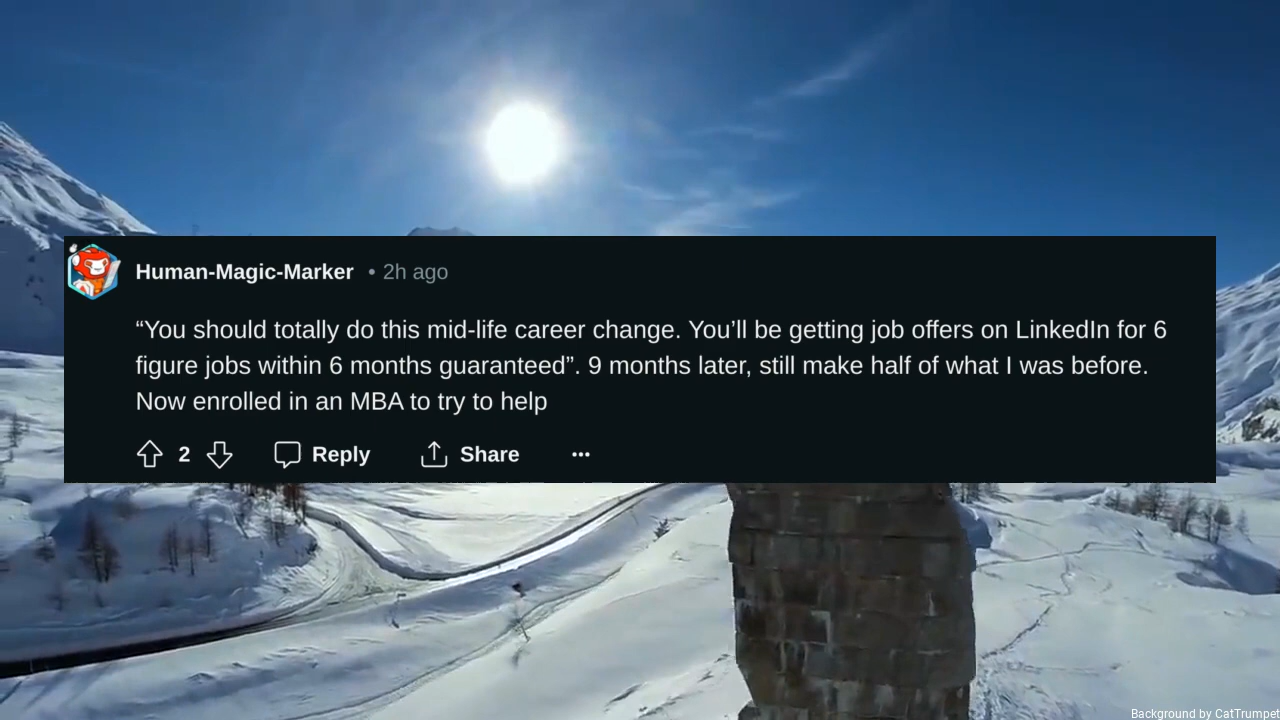 Human-Magic-Marker • 2h ago
“You should totally do this mid-life career change. You’ll be getting job offers on LinkedIn for 6
figure jobs within 6 months guaranteed”. 9 months later, still make half of what I was before.
Now enrolled in an MBA to try to help
2 Reply Share •••
Background by CatTrumpet